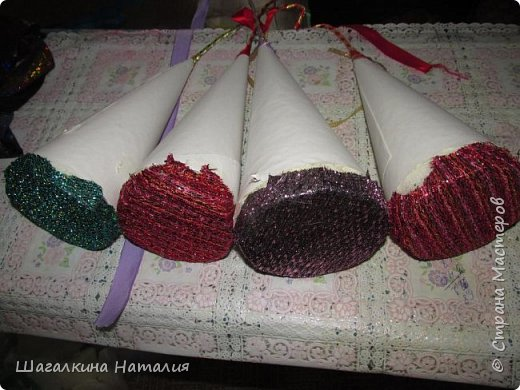 © Страна Мастеров
Шагалкина Наталия